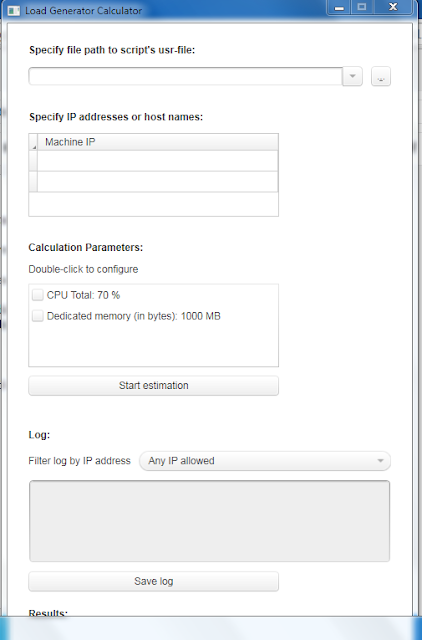 Load Generator Calculator
Specify file path to script's usr-file:
...
Specify IP addresses or host names:
Machine IP
Calculation Parameters:
Double-click to configure
CPU Total: 70 %
Dedicated memory (in bytes): 1000 MB
Start estimation
Log:
Filter log by IP address Any IP allowed
Save log
Results: